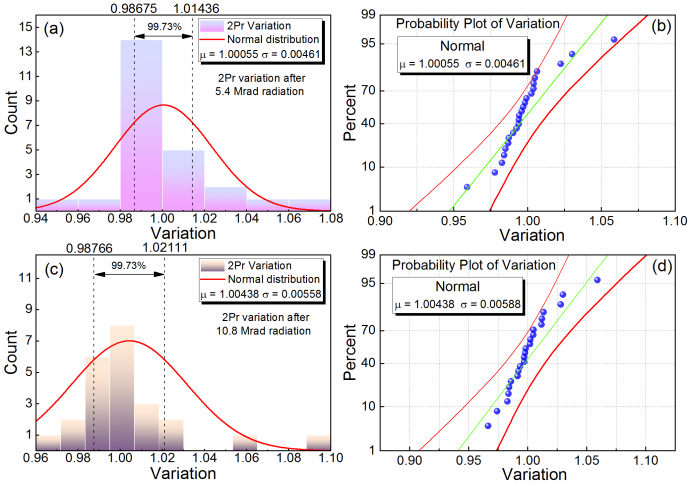 0.98675 1.01436
(a)
99.73%
2Pr Variation
Normal distribution
μ = 1.00055 σ = 0.00461
2Pr variation after
5.4 Mrad radiation
Count
15
13
11
9
7
5
3
1
0.94 0.96 0.98 1.00 1.02 1.04 1.06 1.08
Variation
(b)
Probability Plot of Variation
Normal
μ = 1.00055 σ = 0.00461
Percent
99
95
70
40
10
1
0.90 0.95 1.00 1.05 1.10
Variation
0.98766 1.02111
(c)
99.73%
2Pr Variation
Normal distribution
μ = 1.00438 σ = 0.00558
2Pr variation after
10.8 Mrad radiation
Count
11
9
7
5
3
1
0.96 0.98 1.00 1.02 1.04 1.06 1.08 1.10
Variation
(d)
Probability Plot of Variation
Normal
μ = 1.00438 σ = 0.00588
Percent
99
95
70
40
10
1
0.90 0.95 1.00 1.05 1.10
Variation